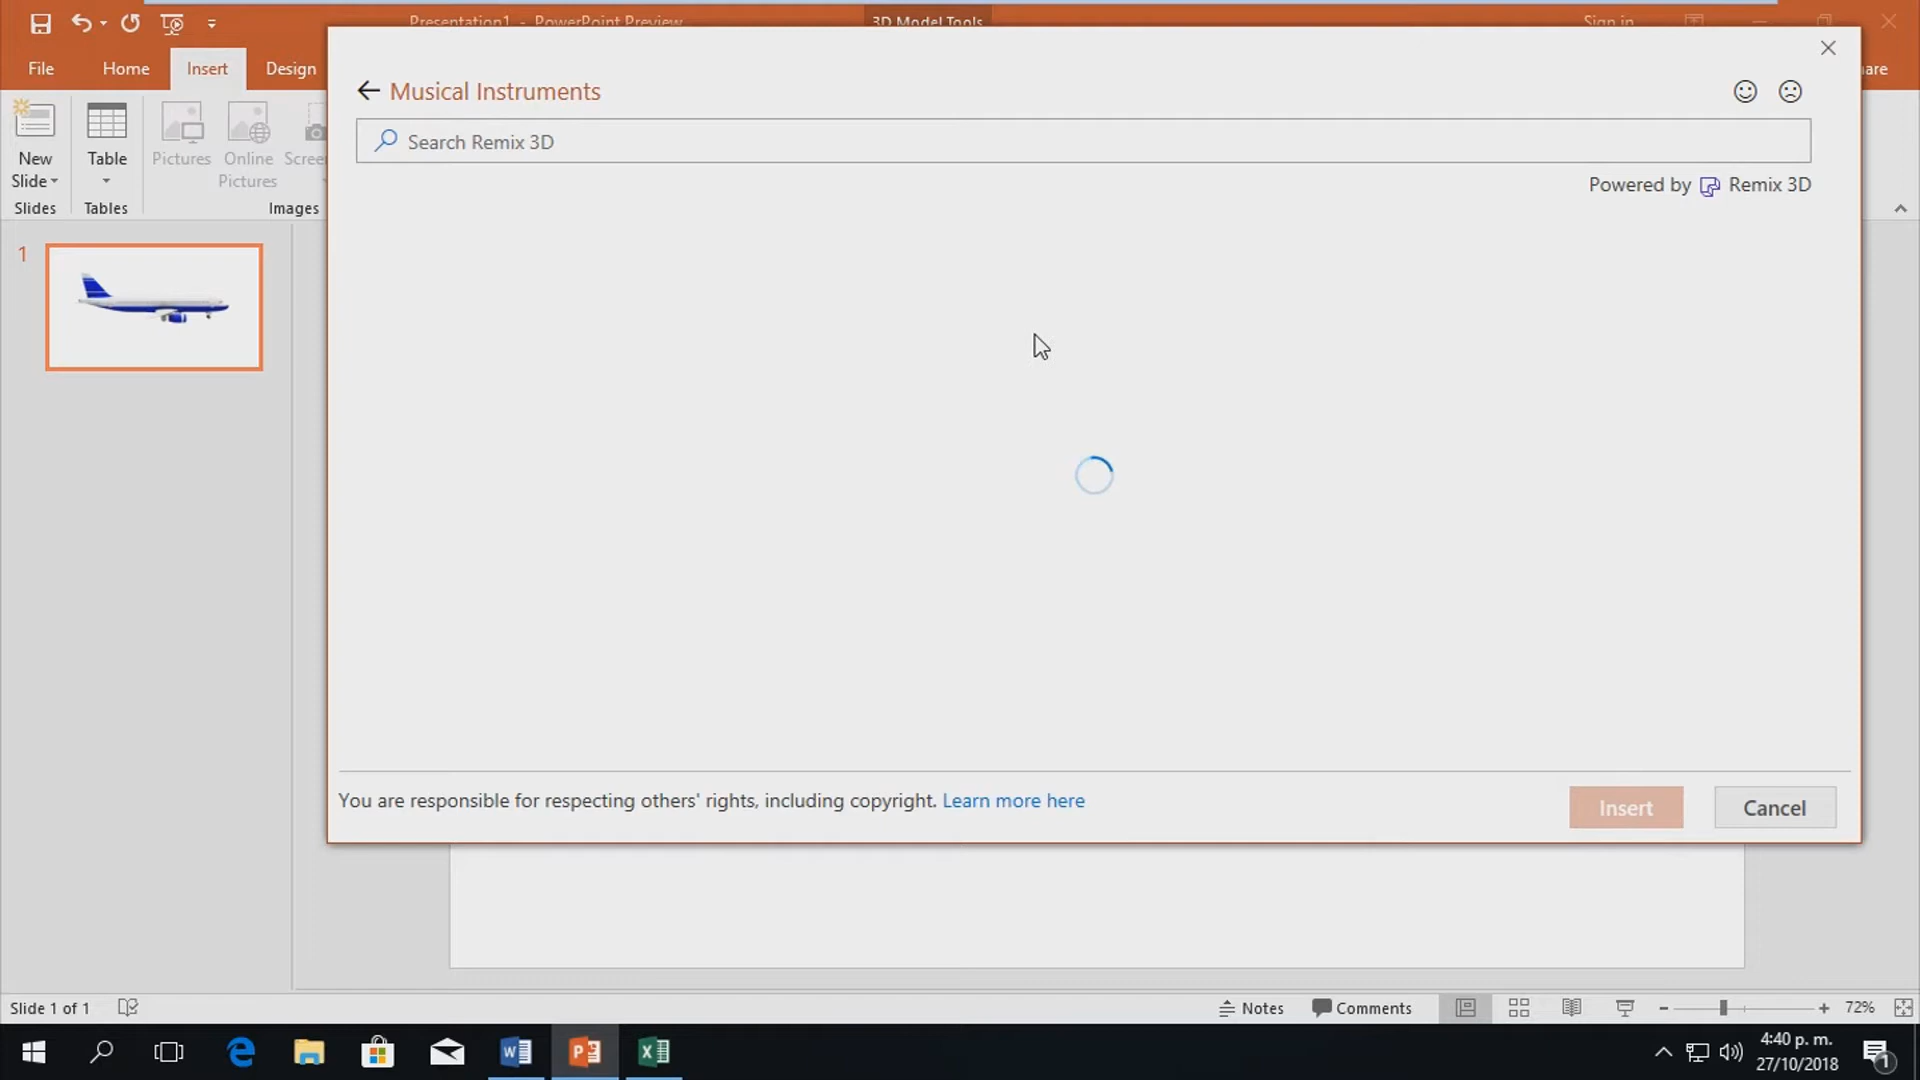 Presentation1 - PowerPoint Preview
3D Model Tools
Sign in
File
Home
Insert
Design
New
Slide
Slides
Table
Tables
Pictures
Online
Pictures
Images
Musical Instruments
Search Remix 3D
Powered by Remix 3D
1
You are responsible for respecting others' rights, including copyright. Learn more here
Insert
Cancel
Slide 1 of 1
Notes
Comments
72%
4:40 p. m.
27/10/2018
1